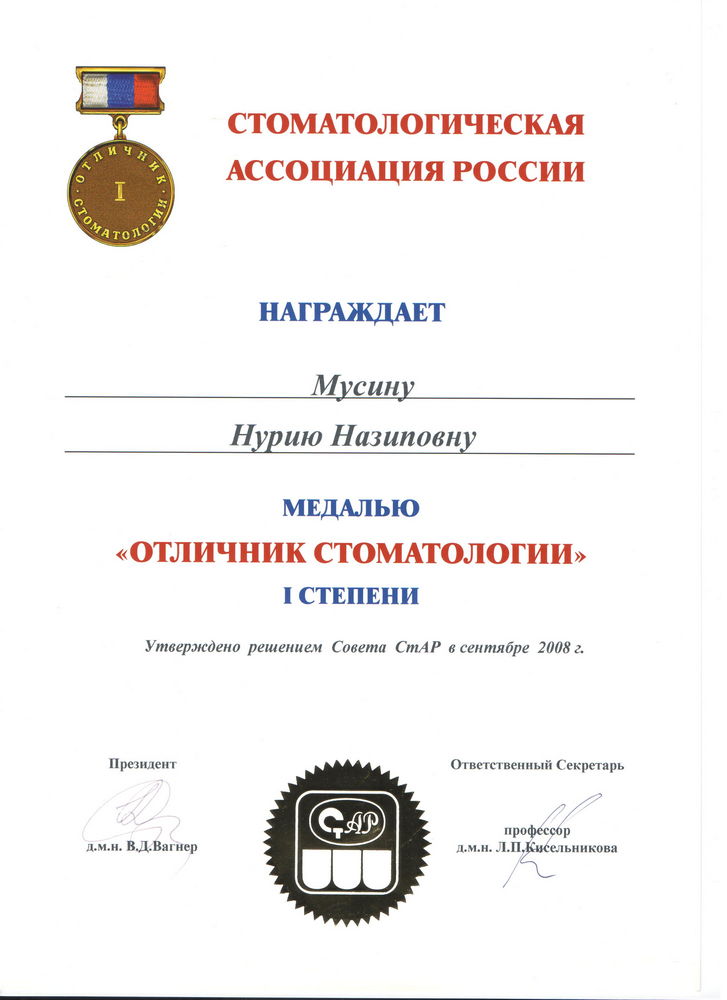 ОТЛИЧНИК
I
СТОМАТОЛОГИИ
СТОМАТОЛОГИЧЕСКАЯ
АССОЦИАЦИЯ РОССИИ
НАГРАЖДАЕТ
Мусину
Нурию Назиповну
МЕДАЛЬЮ
«ОТЛИЧНИК СТОМАТОЛОГИИ»
I СТЕПЕНИ
Утверждено решением Совета СтАР в сентябре 2008 г.
Президент
д.м.н. В.Д.Вагнер
СтАР
Ответственный Секретарь
профессор
д.м.н. Л.П.Кисельникова